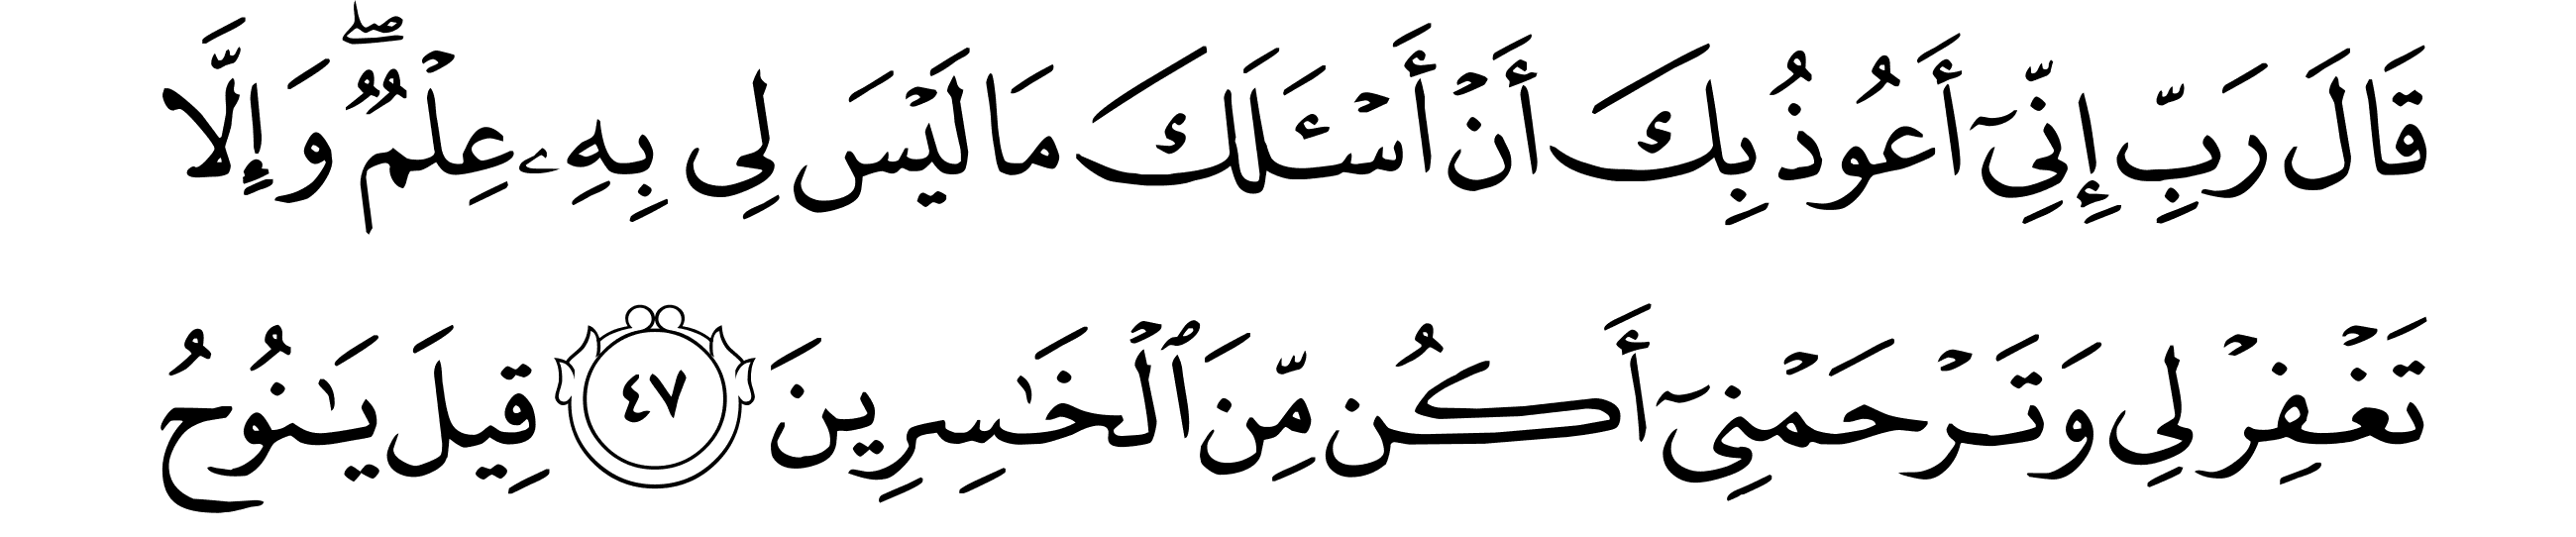 قَالَ رَبِّ إِنِّيٓ أَعُوذُ بِكَ أَنۡ أَسۡـَٔلَكَ مَا لَيۡسَ لِي بِهِۦ عِلۡمٞۖ وَإِلَّا
تَغۡفِرۡ لِي وَتَرۡحَمۡنِيٓ أَكُن مِّنَ ٱلۡخَٰسِرِينَ ٤٧ قِيلَ يَٰنُوحُ